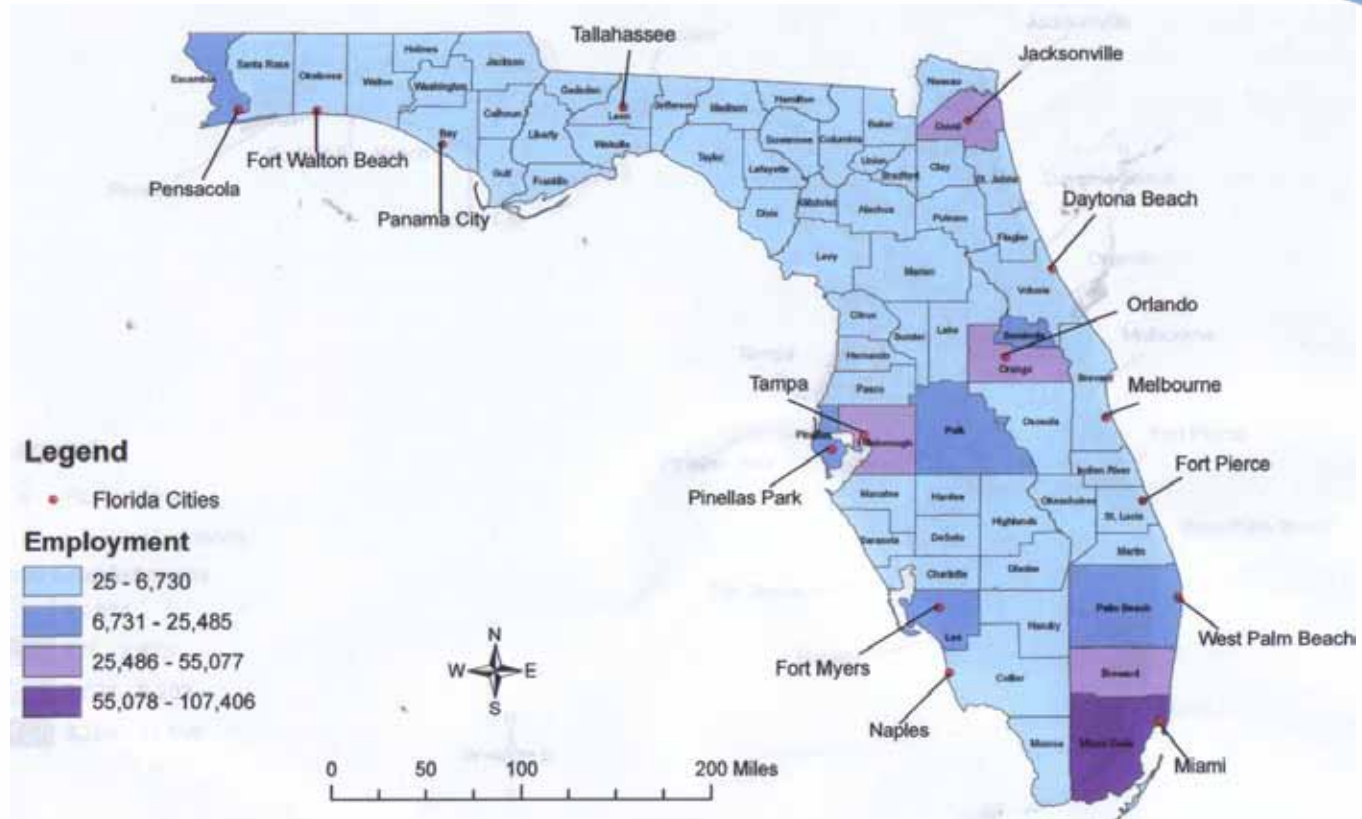 Tallahassee
Jacksonville
Holmes
Jackson
Nassau
Santa Rosa
Okaloosa
Walton
Washington
Escambia
Gadsden
Leon
Jefferson
Madison
Hamilton
Baker
Duval
Calhoun
Liberty
Wakulla
Suwannee
Columbia
Bay
Union
Bradford
Clay
St. Johns
Fort Walton Beach
Gulf
Franklin
Taylor
Lafayette
Pensacola
Panama City
Dixie
Gilchrist
Alachua
Putnam
Daytona Beach
Flagler
Levy
Marion
Volusia
Orlando
Citrus
Sumter
Lake
Seminole
Hernando
Orange
Tampa
Pasco
Brevard
Melbourne
Pinellas
Hillsborough
Polk
Osceola
Legend
Indian River
Fort Pierce
Florida Cities
Pinellas Park
Manatee
Hardee
Highlands
Okeechobee
St. Lucie
Employment
Sarasota
DeSoto
Martin
25 - 6,730
Charlotte
Glades
6,731 - 25,485
Palm Beach
Lee
Hendry
West Palm Beach
25,486 - 55,077
N
W E
S
Fort Myers
Broward
Collier
55,078 - 107,406
Naples
Monroe
Miami Dade
Miami
0 50 100 200 Miles